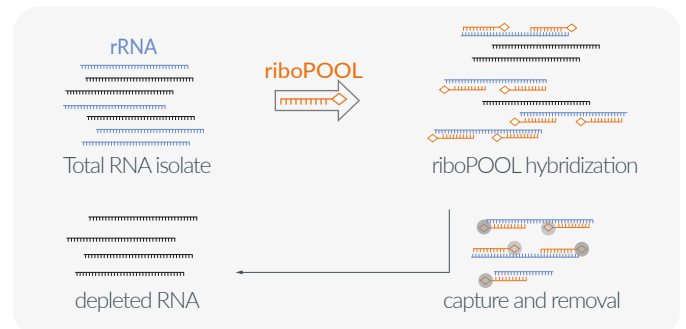 rRNA
riboPOOL
Total RNA isolate
riboPOOL hybridization
depleted RNA
capture and removal